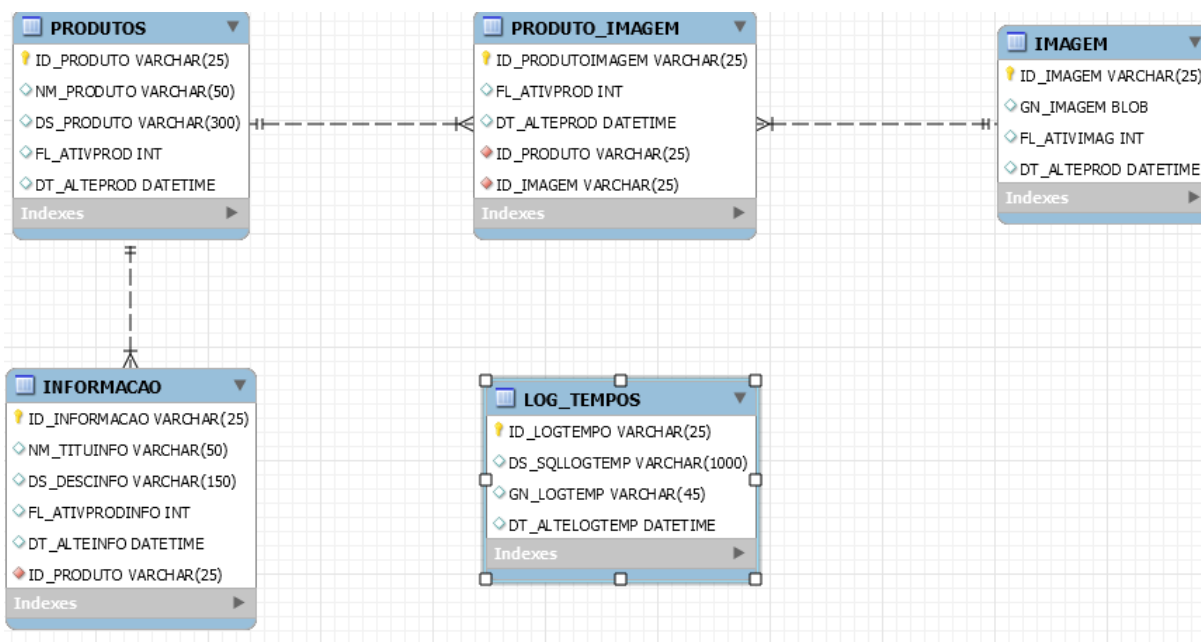 PRODUTOS
ID_PRODUTO VARCHAR(25)
NM_PRODUTO VARCHAR(50)
DS_PRODUTO VARCHAR(300)
FL_ATIVPROD INT
DT_ALTEPROD DATETIME
Indexes
PRODUTO_IMAGEM
ID_PRODUTOIMAGEM VARCHAR(25)
FL_ATIVPROD INT
DT_ALTEPROD DATETIME
ID_PRODUTO VARCHAR(25)
ID_IMAGEM VARCHAR(25)
Indexes
IMAGEM
ID_IMAGEM VARCHAR(25)
GN_IMAGEM BLOB
FL_ATIVIMAG INT
DT_ALTEPROD DATETIME
Indexes
INFORMACAO
ID_INFORMACAO VARCHAR(25)
NM_TITUINFO VARCHAR(50)
DS_DESCINFO VARCHAR(150)
FL_ATIVPRODINFO INT
DT_ALTEINFO DATETIME
ID_PRODUTO VARCHAR(25)
Indexes
LOG_TEMPOS
ID_LOGTEMPO VARCHAR(25)
DS_SQLLOGTEMP VARCHAR(1000)
GN_LOGTEMP VARCHAR(45)
DT_ALTELOGTEMP DATETIME
Indexes